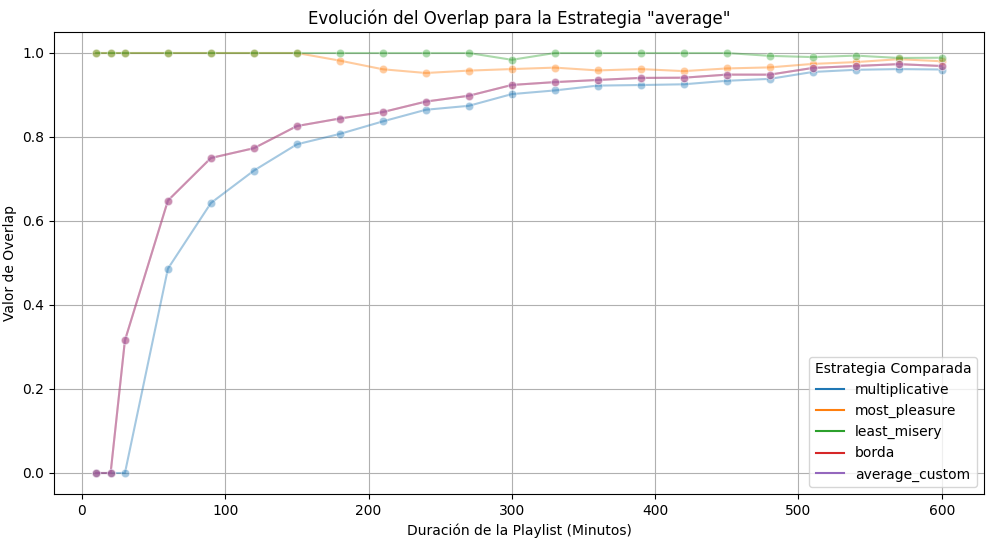 Evolución del Overlap para la Estrategia "average"
Valor de Overlap
1.0
0.8
0.6
0.4
0.2
0.0
0
100
200
300
400
500
600
Duración de la Playlist (Minutos)
Estrategia Comparada
multiplicative
most_pleasure
least_misery
borda
average_custom